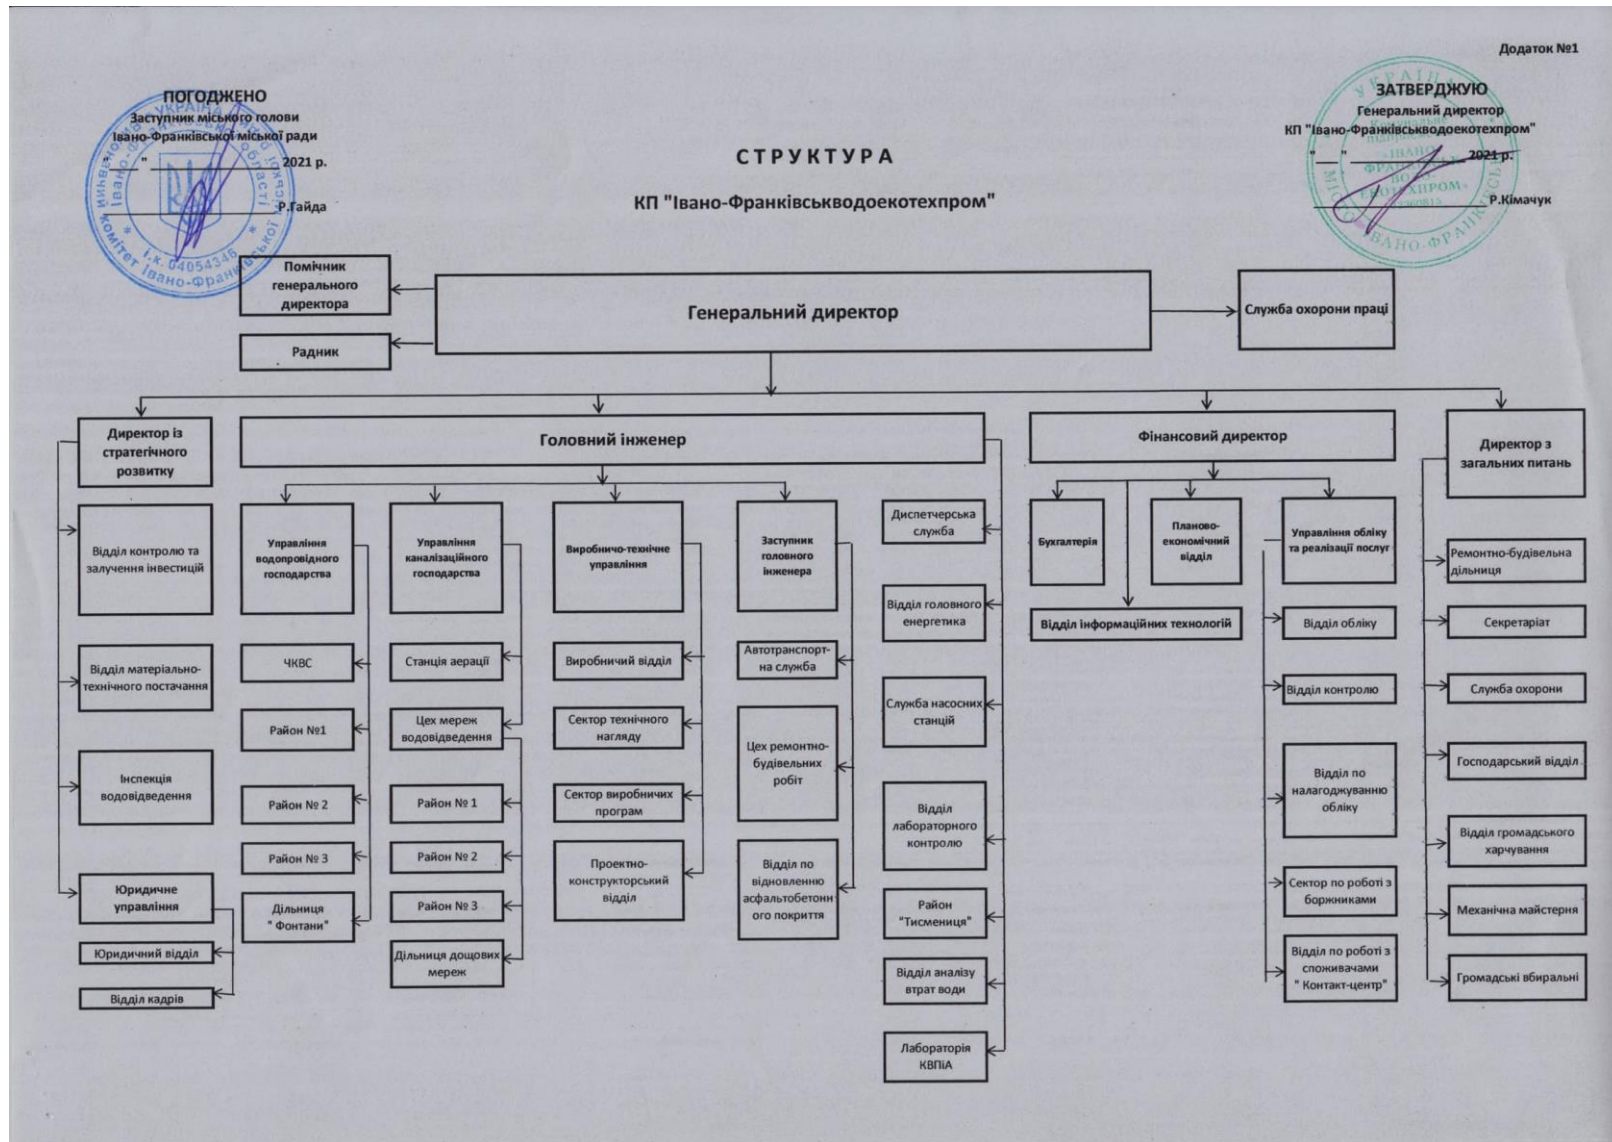 Додаток №1
ПОГОДЖЕНО
Заступник міського голови
Івано-Франківської міської ради
"___" ____________ 2021 р.
Р.Гайда
ЗАТВЕРДЖУЮ
Генеральний директор
КП "Івано-Франківськводоекотехпром"
"___" ____________ 2021 р.
Р.Кімачук
і.к. 04054346
УКРАЇНА
СТРУКТУРА
КП "Івано-Франківськводоекотехпром"
Помічник
генерального
директора
Радник
Генеральний директор
Служба охорони праці
Директор із
стратегічного
розвитку
Головний інженер
Фінансовий директор
Директор з
загальних питань
Відділ контролю та
залучення інвестицій
Відділ матеріально-
технічного постачання
Інспекція
водовідведення
Юридичне
управління
Юридичний відділ
Відділ кадрів
Управління
водопровідного
господарства
ЧКВС
Район №1
Район № 2
Район № 3
Дільниця
" Фонтани"
Управління
каналізаційного
господарства
Станція аерації
Цех мереж
водовідведення
Район № 1
Район № 2
Район № 3
Дільниця дощових
мереж
Виробничо-технічне
управління
Виробничий відділ
Сектор технічного
нагляду
Сектор виробничих
програм
Проектно-
конструкторський
відділ
Заступник
головного
інженера
Автотранспорт-
на служба
Цех ремонтно-
будівельних
робіт
Відділ по
відновленню
асфальтобетонн
ого покриття
Диспетчерська
служба
Відділ головного
енергетика
Служба насосних
станцій
Відділ
лабораторного
контролю
Район
"Тисмениця"
Відділ аналізу
втрат води
Лабораторія
КВПіА
Бухгалтерія
Планово-
економічний
відділ
Управління обліку
та реалізації послуг
Відділ інформаційних технологій
Відділ обліку
Відділ контролю
Відділ по
налагоджуванню
обліку
Сектор по роботі з
боржниками
Відділ по роботі з
споживачами
" Контакт-центр"
Ремонтно-будівельна
дільниця
Секретаріат
Служба охорони
Господарський відділ
Відділ громадського
харчування
Механічна майстерня
Громадські вбиральні